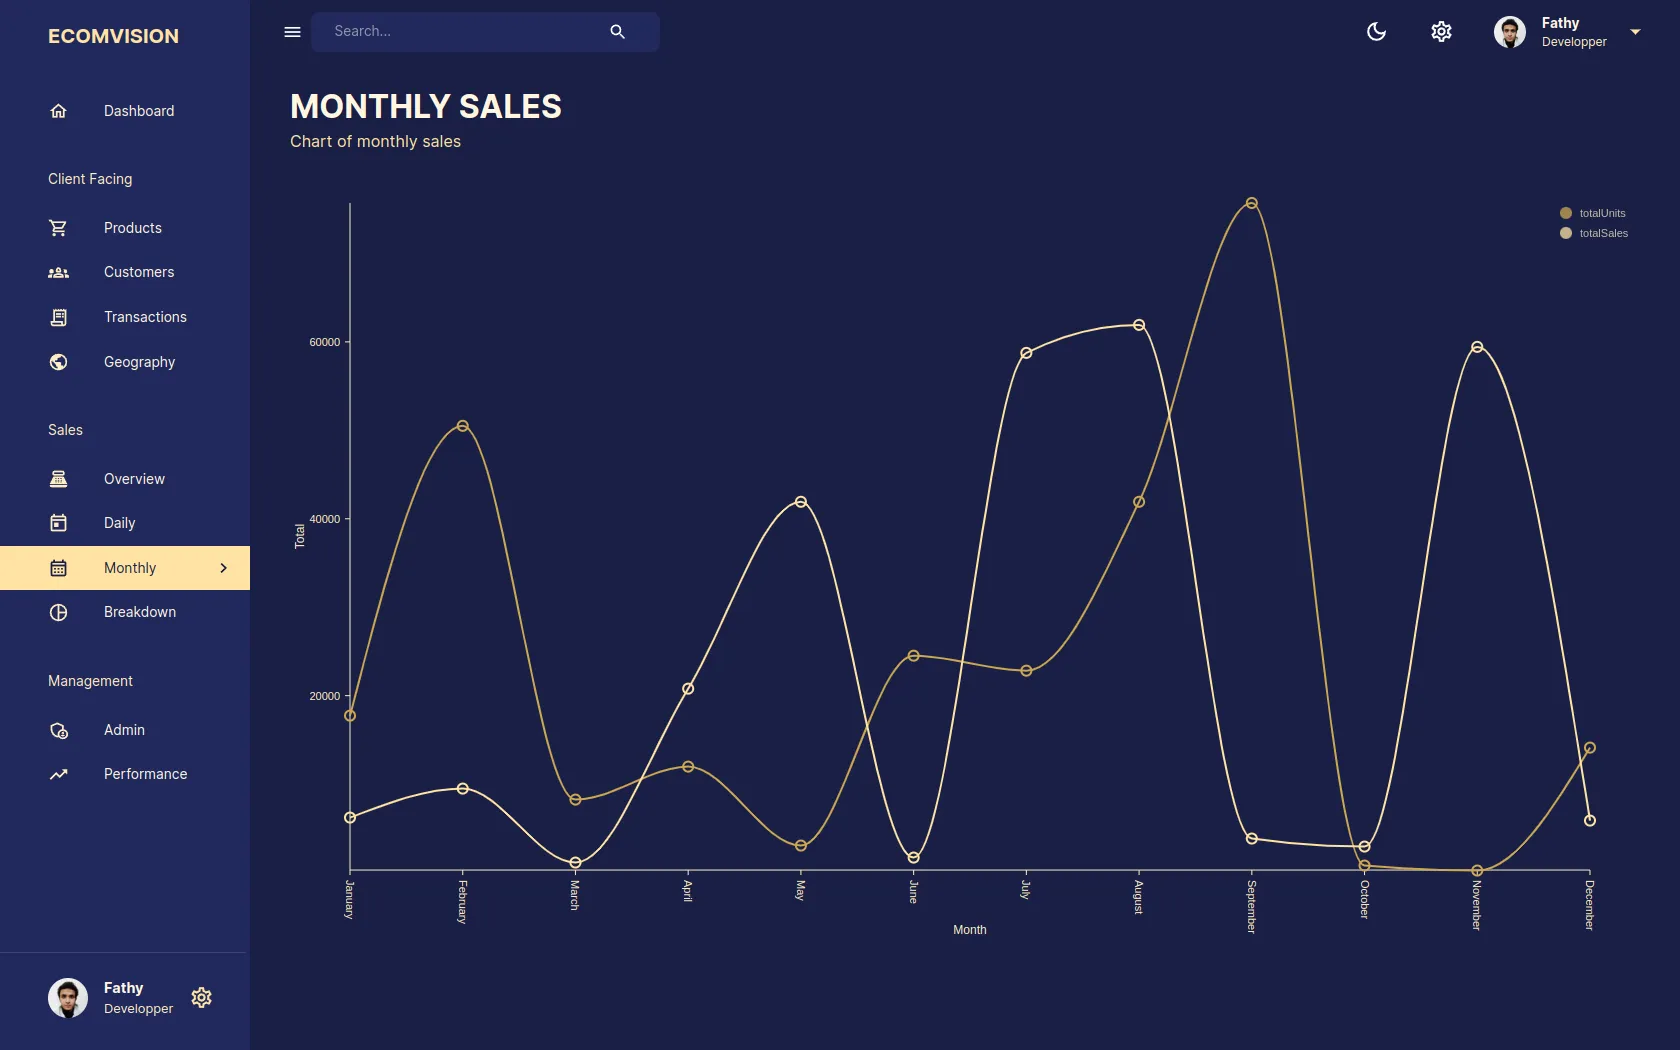 ECOMVISION
Dashboard
Client Facing
Products
Customers
Transactions
Geography
Sales
Overview
Daily
Monthly
Breakdown
Management
Admin
Performance
Fathy
Developper
Search...
Fathy
Developper
MONTHLY SALES
Chart of monthly sales
totalUnits
totalSales
60000
40000
20000
Total
January
February
March
April
May
June
July
August
September
October
November
December
Month